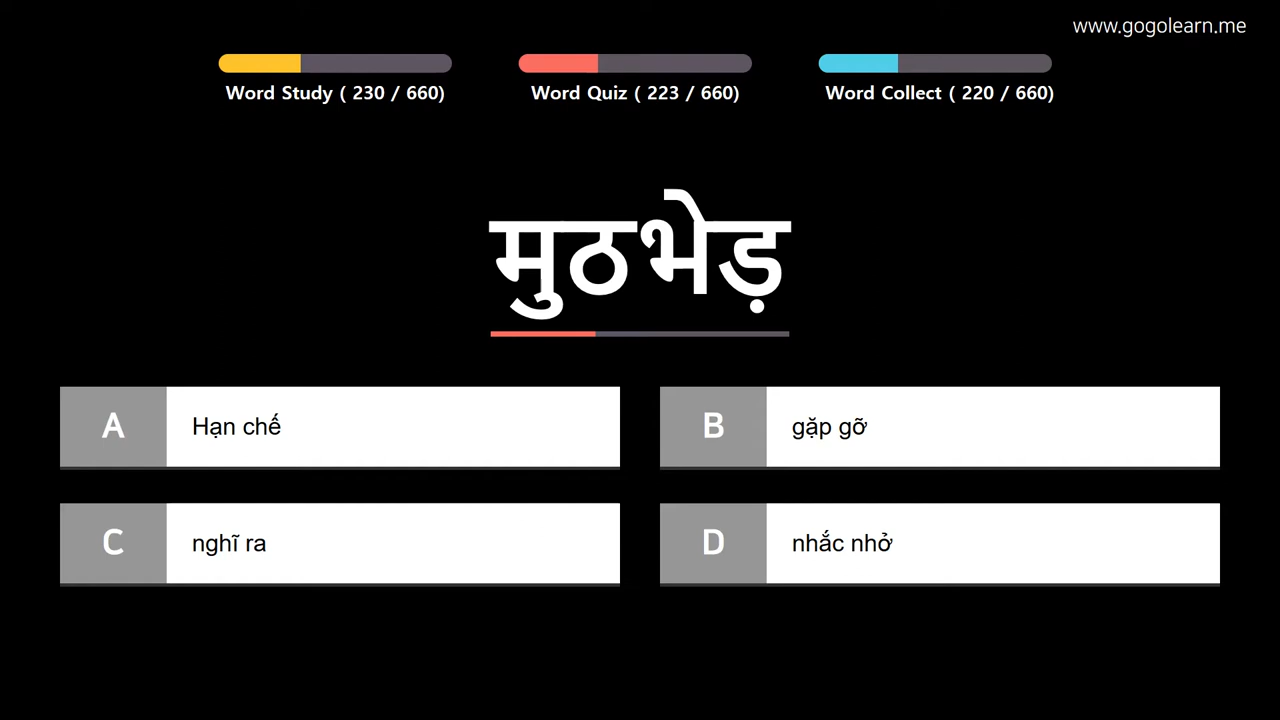 www.gogolearn.me
Word Study ( 230 / 660)
Word Quiz ( 223 / 660)
Word Collect ( 220 / 660)
मुठभेड़
A Hạn chế
B gặp gỡ
C nghĩ ra
D nhắc nhở